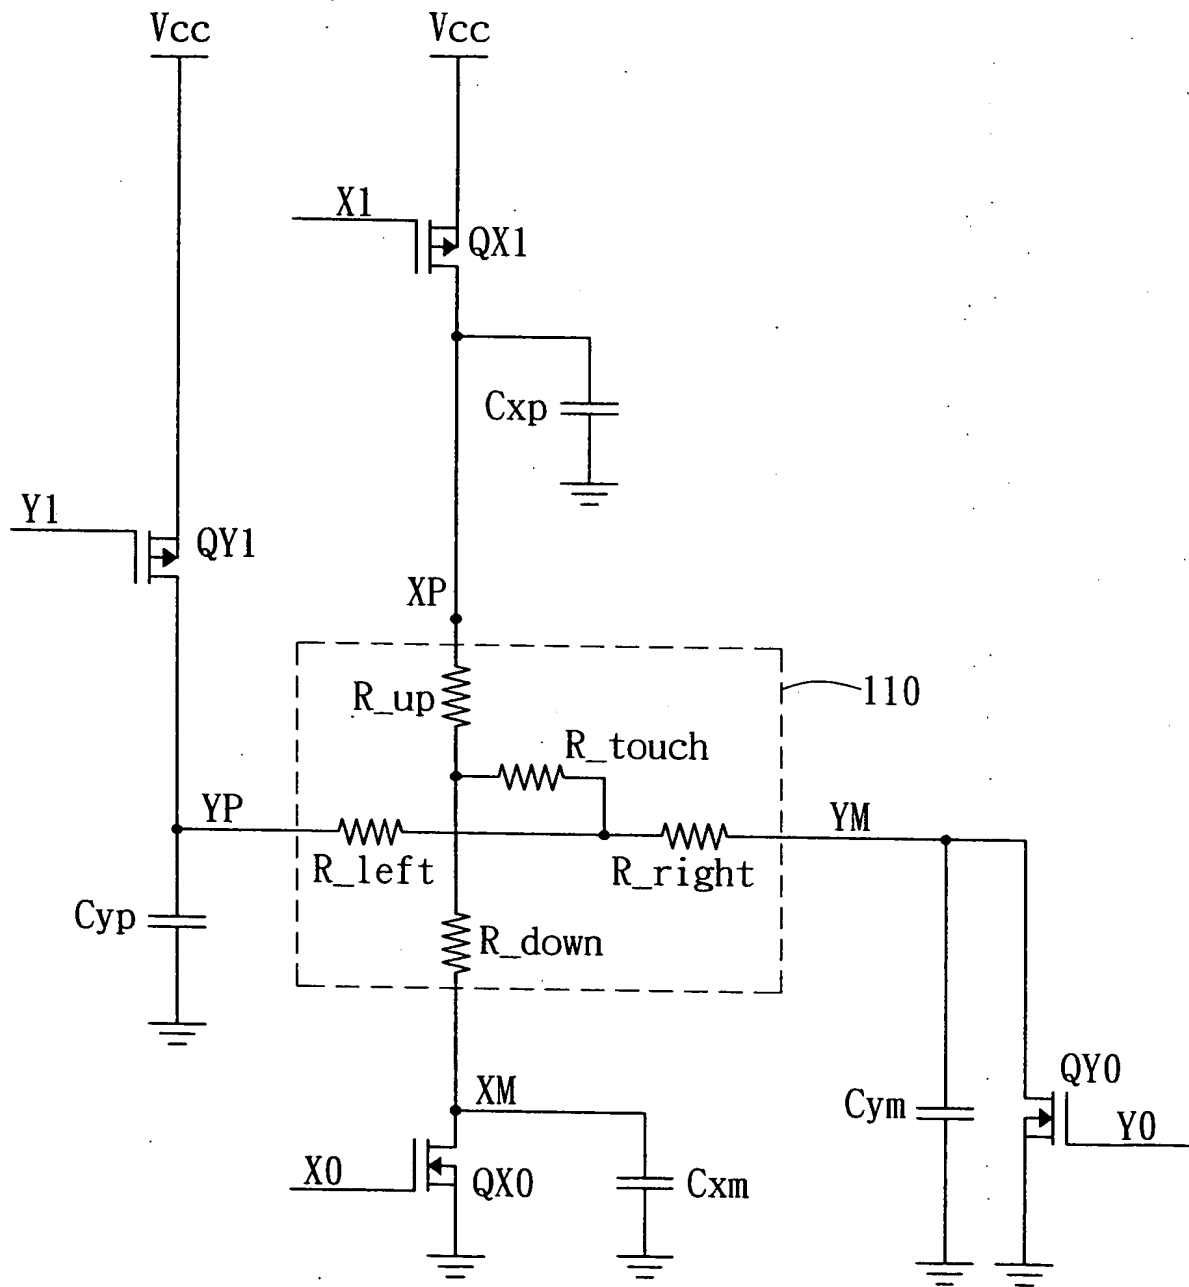 Vcc
Vcc
X1
QX1
Cxp
Y1
QY1
XP
R_up
110
R_touch
YP
YM
R_left
R_right
Cyp
R_down
XM
QY0
Cym
Y0
X0
QX0
Cxm